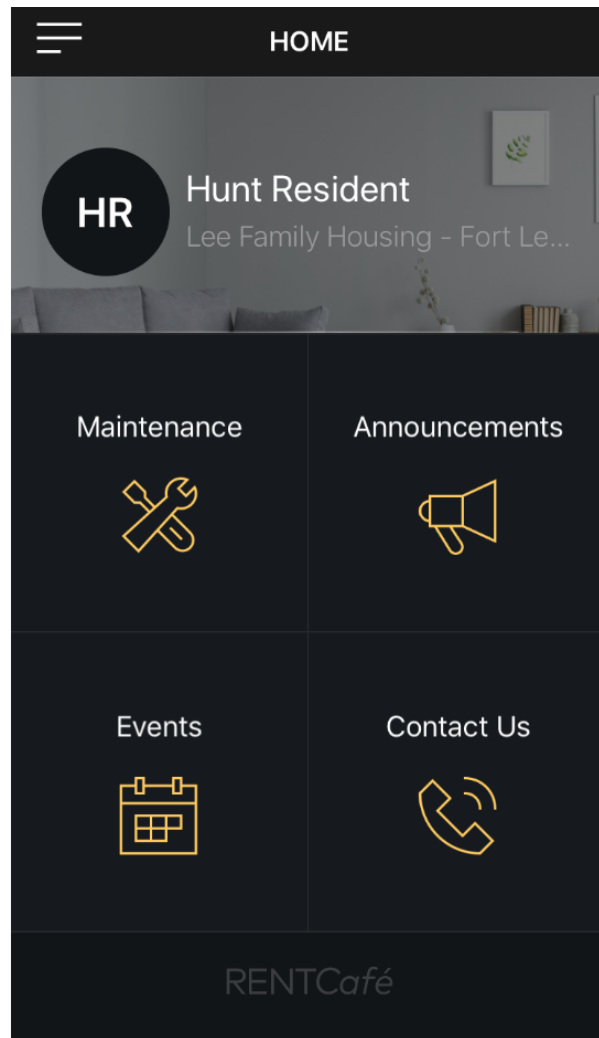 HOME
HR
Hunt Resident
Lee Family Housing - Fort Le...
Maintenance
Announcements
Events
Contact Us
RENTCafé